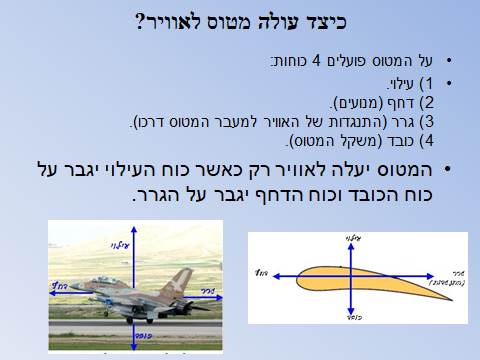 כיצד עולה מטוס לאוויר?
• על המטוס פועלים 4 כוחות:
• 1) עילוי.
2) דחף (מנועים).
3) גרר (התנגדות של האוויר למעבר המטוס דרכו).
4) כובד (משקל המטוס).
• המטוס יעלה לאוויר רק כאשר כוח העילוי יגבר על
כוח הכובד וכוח הדחף יגבר על הגרר.
עילוי
דחף
גרר
כובד
עילוי
דחף
גרר
(התנגדות)
כובד